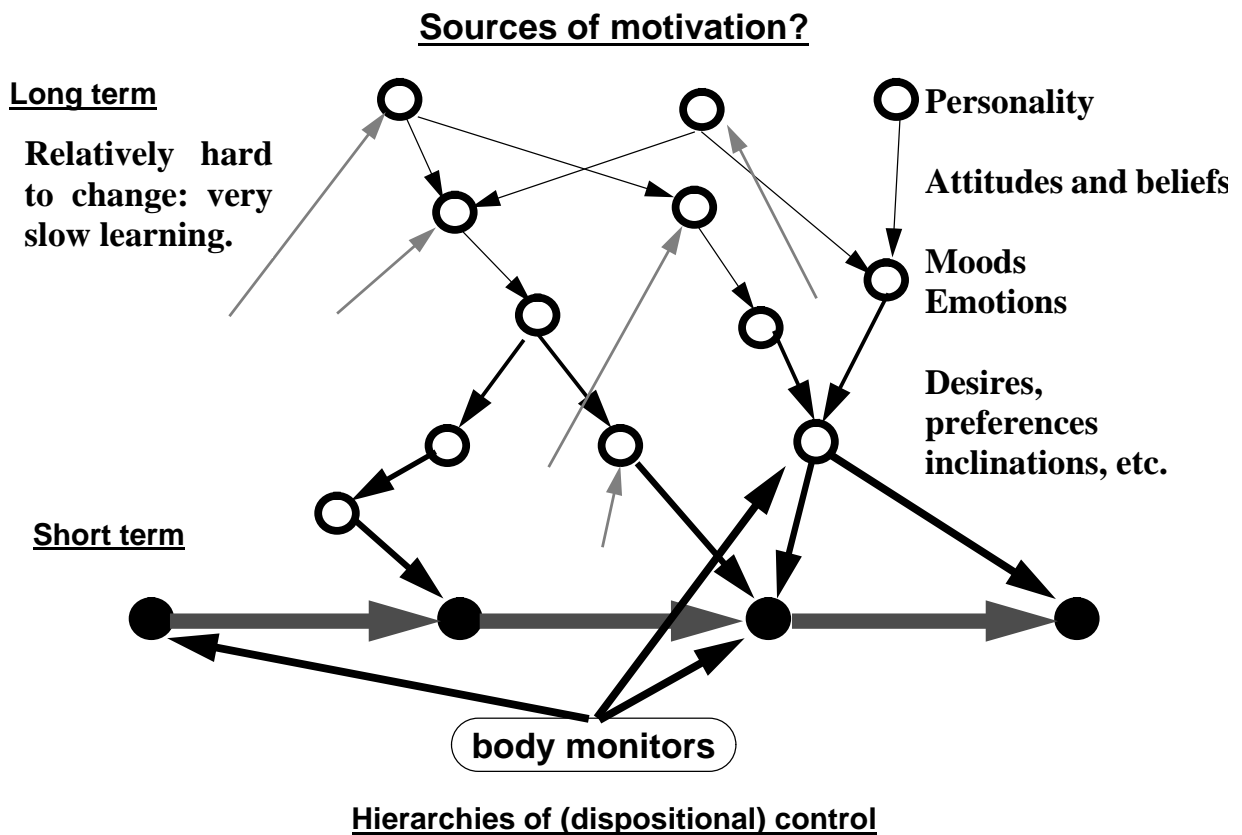 Sources of motivation?
Long term
Relatively hard
to change: very
slow learning.
Personality
Attitudes and beliefs
Moods
Emotions
Desires,
preferences
inclinations, etc.
Short term
body monitors
Hierarchies of (dispositional) control